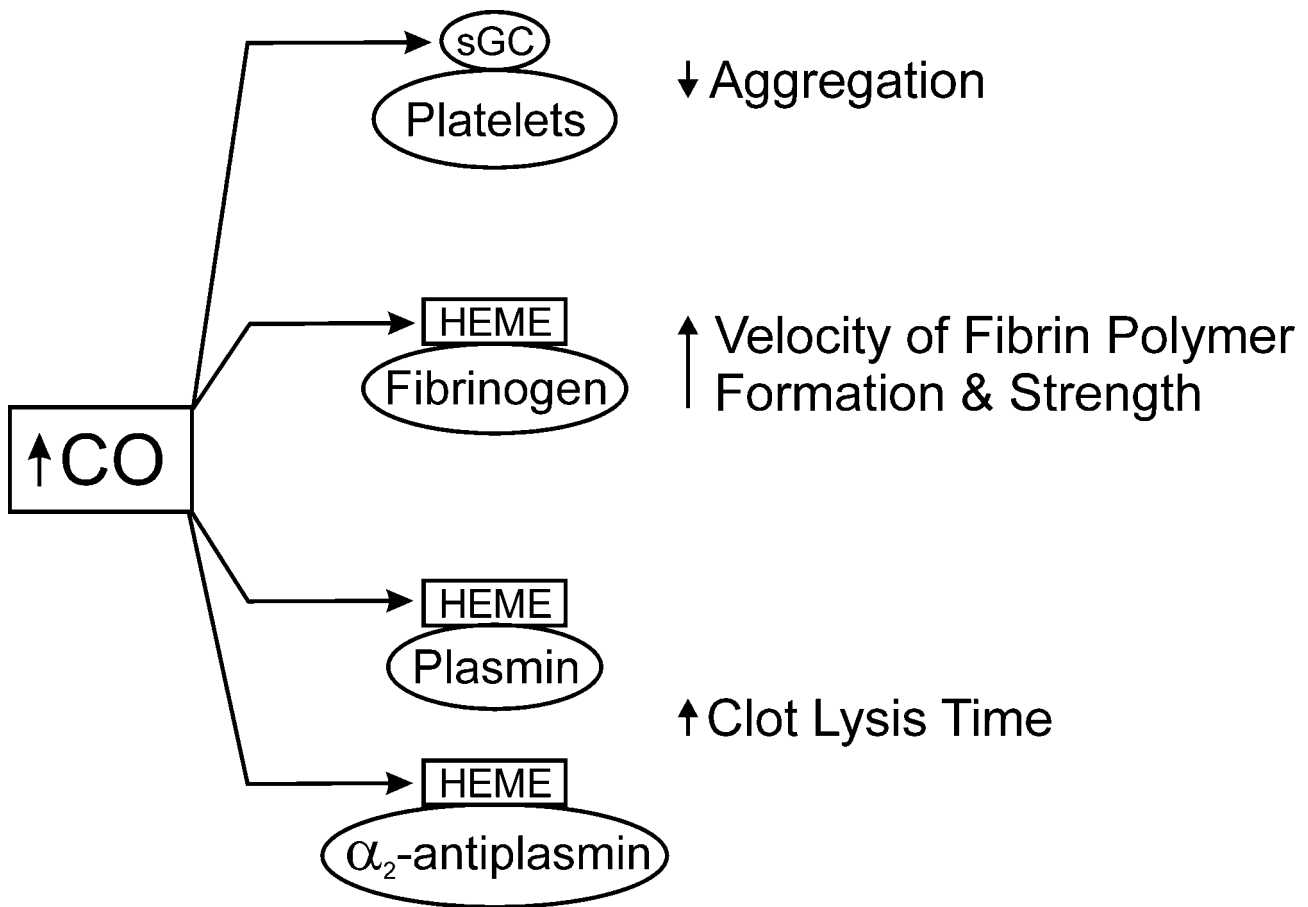 sGC
Platelets
↓ Aggregation
HEME
Fibrinogen
↑ Velocity of Fibrin Polymer
Formation & Strength
↑CO
HEME
Plasmin
↑ Clot Lysis Time
HEME
α₂-antiplasmin